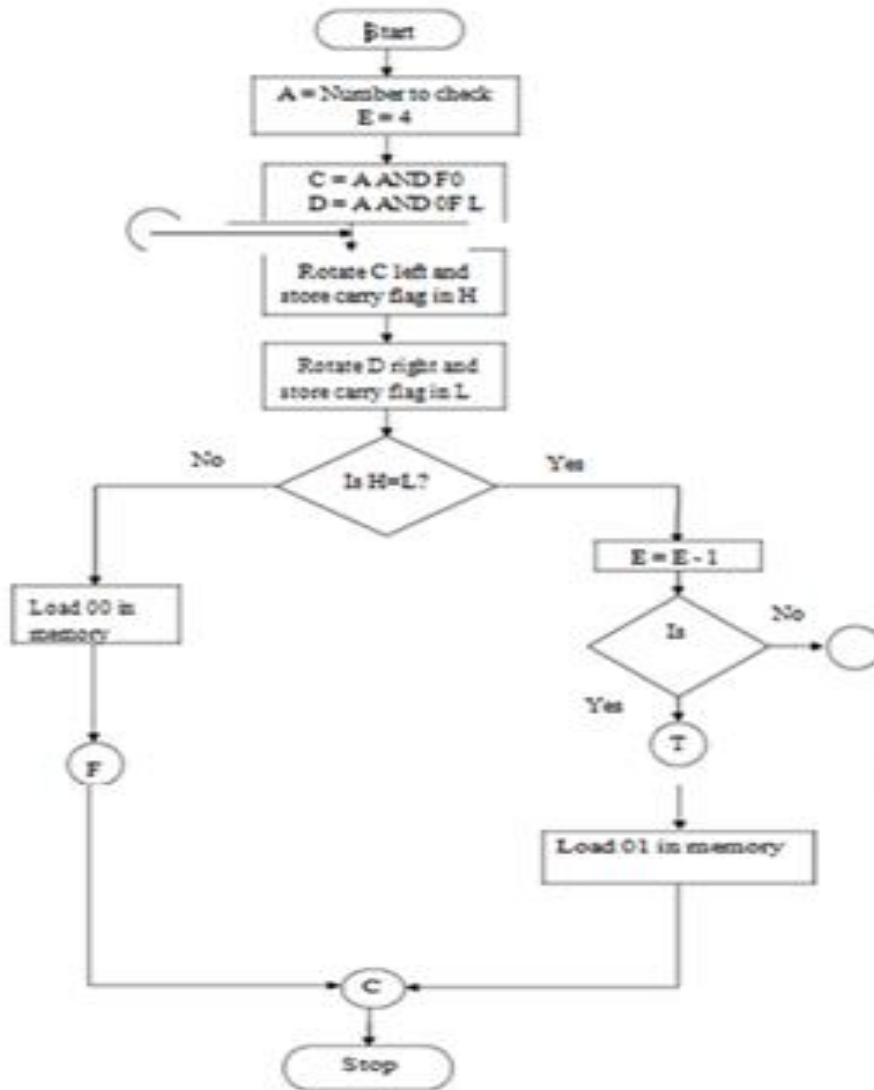 Start
A = Number to check
E = 4
C = A AND F0
D = A AND 0F L
Rotate C left and
store carry flag in H
Rotate D right and
store carry flag in L
Is H=L?
No
Yes
E = E - 1
Load 00 in
memory
Is
No
Yes
T
F
Load 01 in memory
C
Stop